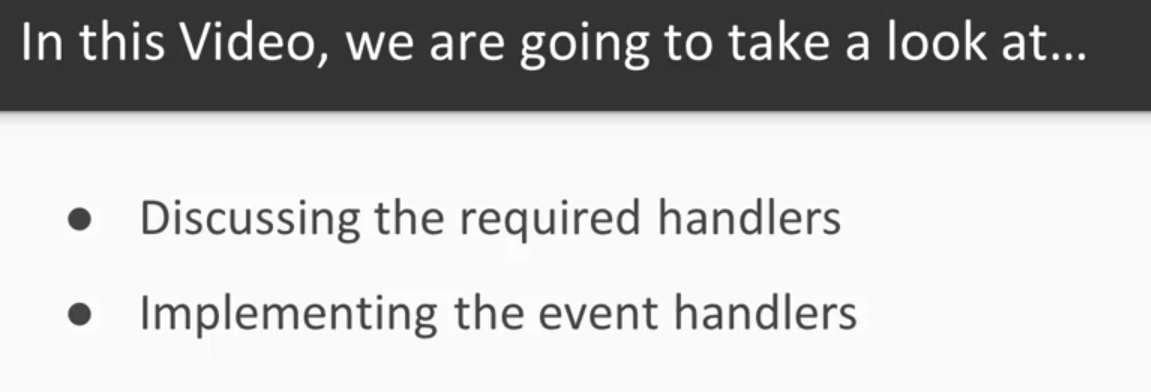 In this Video, we are going to take a look at...
● Discussing the required handlers
● Implementing the event handlers